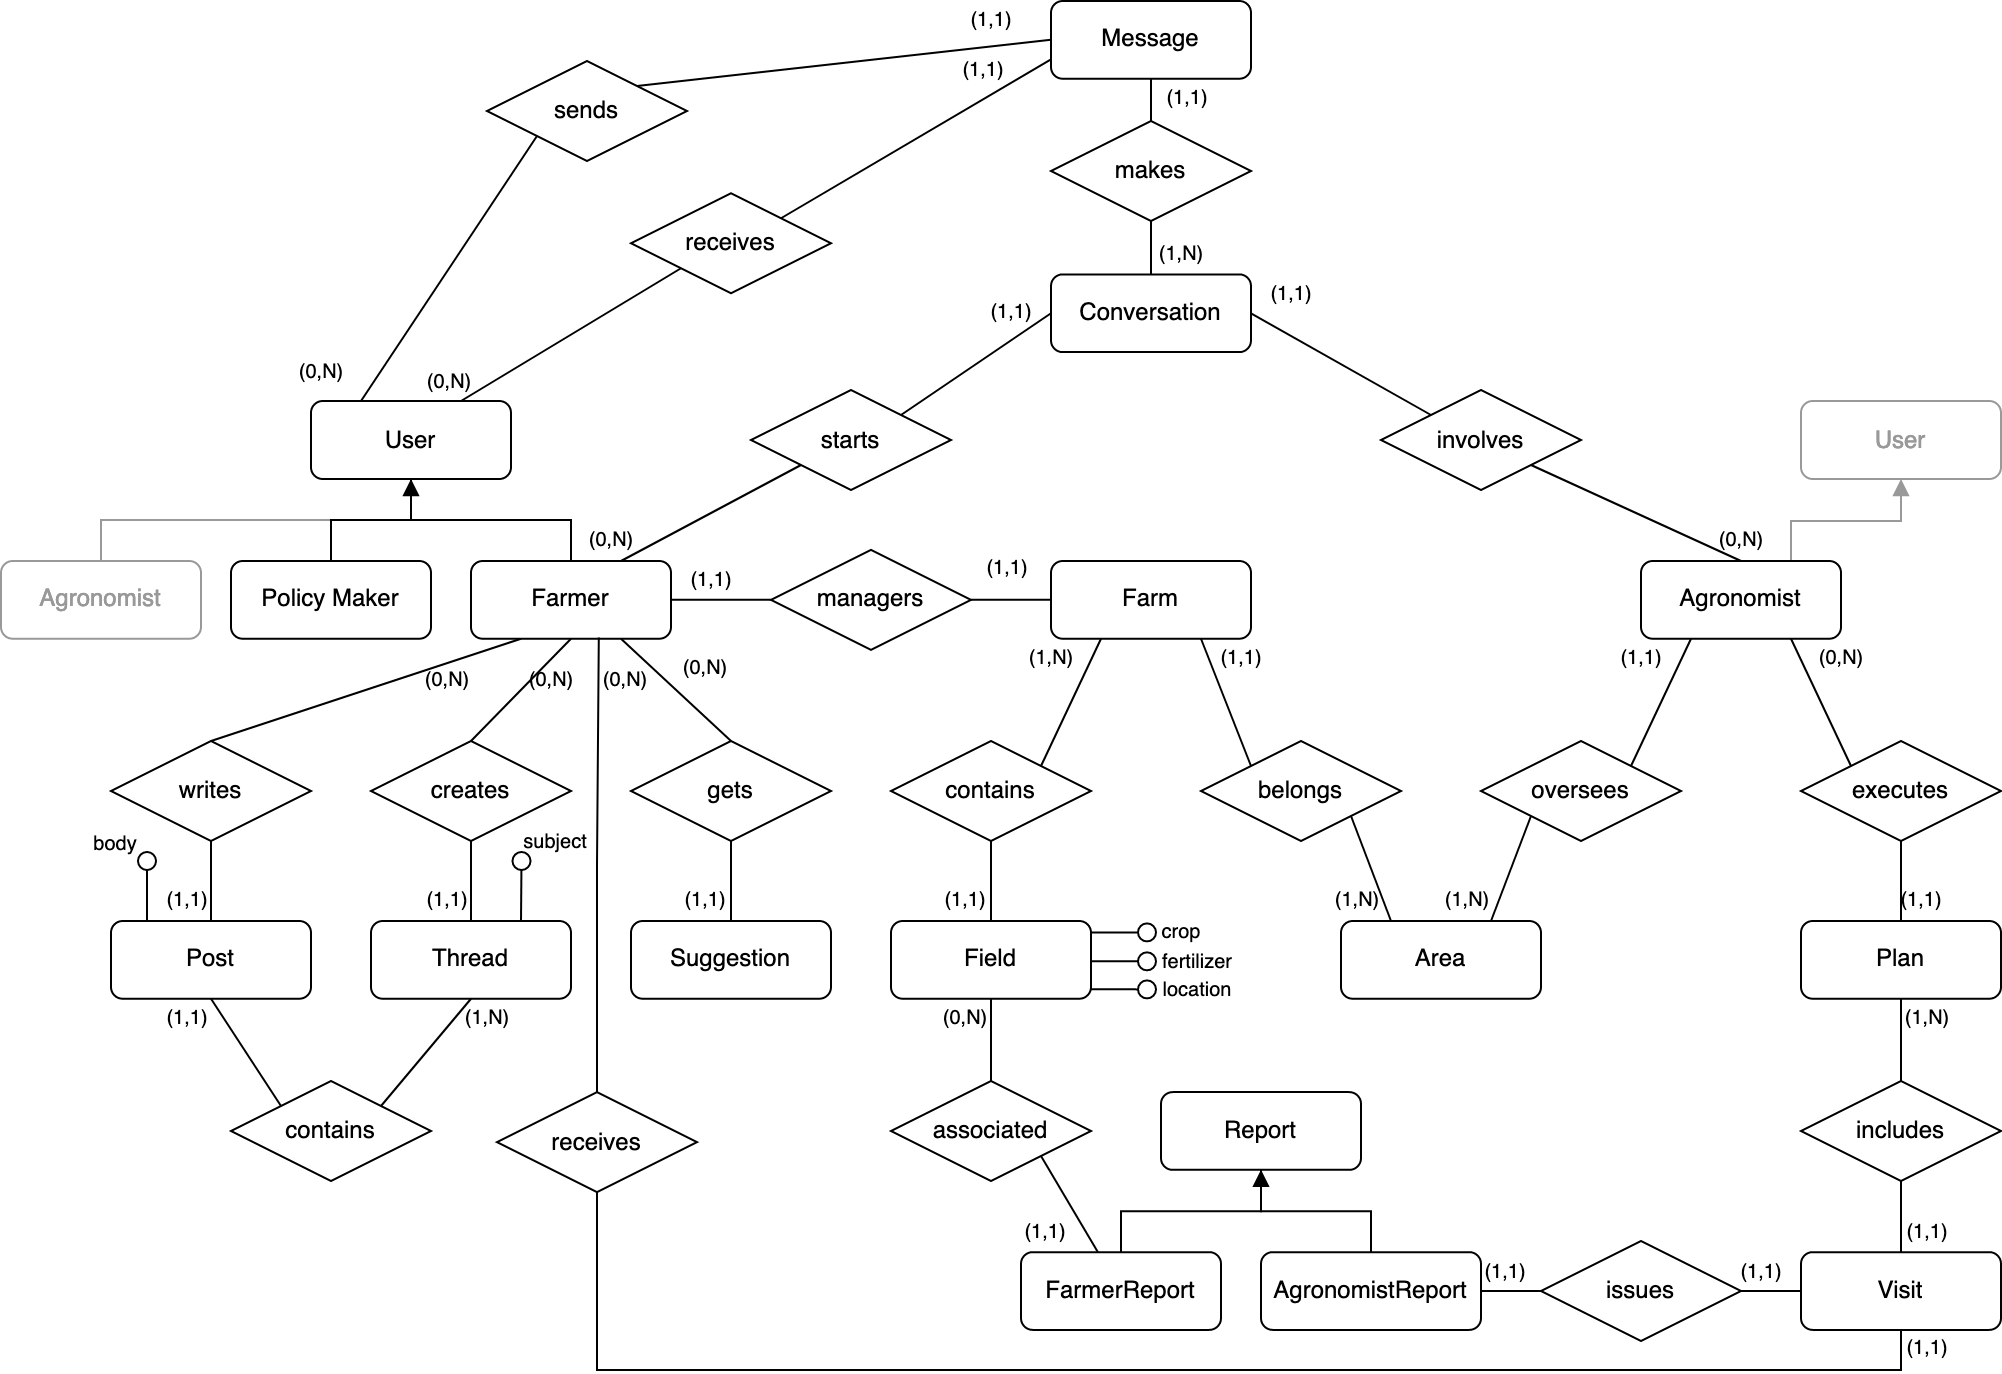 (1,1)
Message
(1,1)
sends
(1,1)
makes
receives
(1,N)
(1,1)
Conversation
(1,1)
(0,N)
(0,N)
User
starts
involves
User
(0,N)
(0,N)
Agronomist
Policy Maker
Farmer
(1,1)
managers
(1,1)
Farm
Agronomist
(0,N)
(0,N)
(0,N)
(0,N)
(1,N)
(1,1)
(1,1)
(0,N)
writes
creates
gets
contains
belongs
oversees
executes
body
subject
(1,1)
(1,1)
(1,1)
(1,1)
(1,N)
(1,N)
(1,1)
Post
Thread
Suggestion
Field
crop
fertilizer
location
Area
Plan
(1,1)
(1,N)
(0,N)
(1,N)
contains
receives
associated
Report
includes
(1,1)
(1,1)
FarmerReport
AgronomistReport
(1,1)
issues
(1,1)
Visit
(1,1)